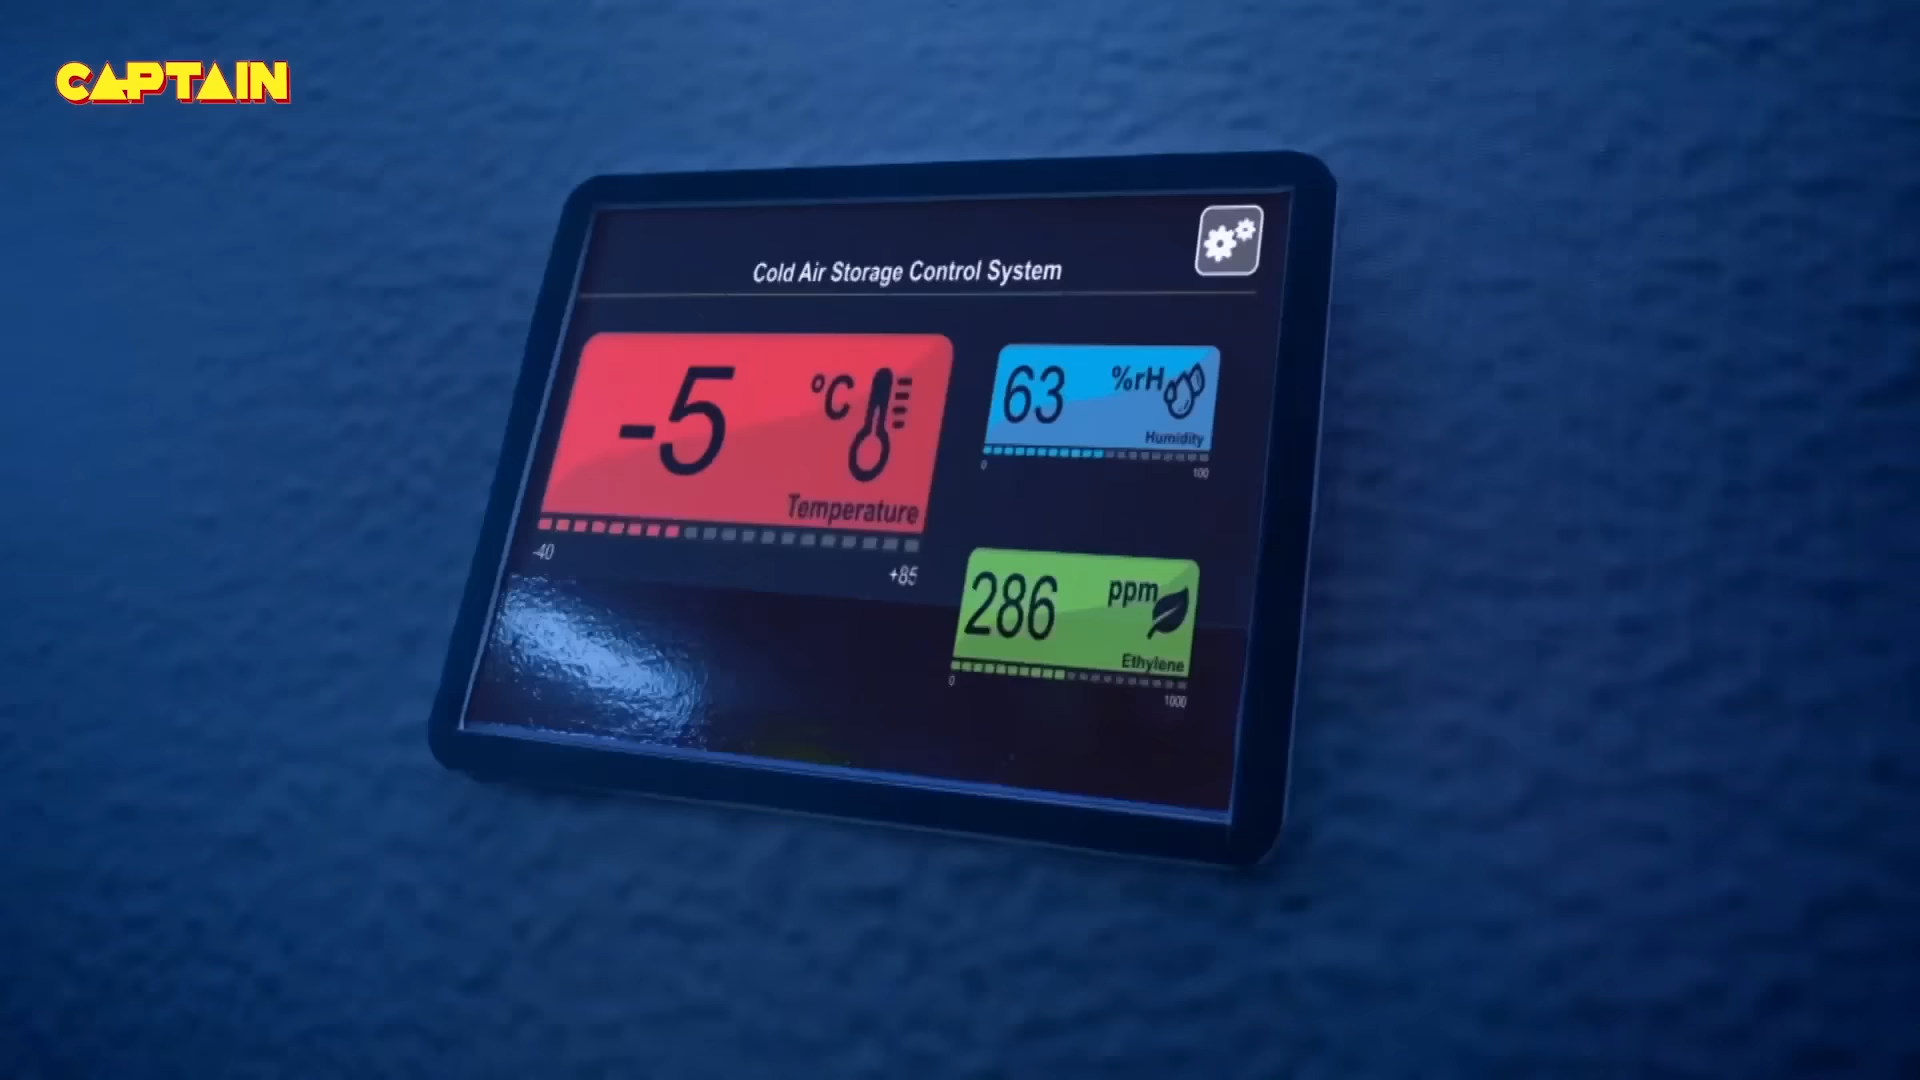 CAPTAIN
Cold Air Storage Control System
-5 °C
Temperature
-40 +85
63 %rH
Humidity
0 100
286 ppm
Ethylene
0 1000